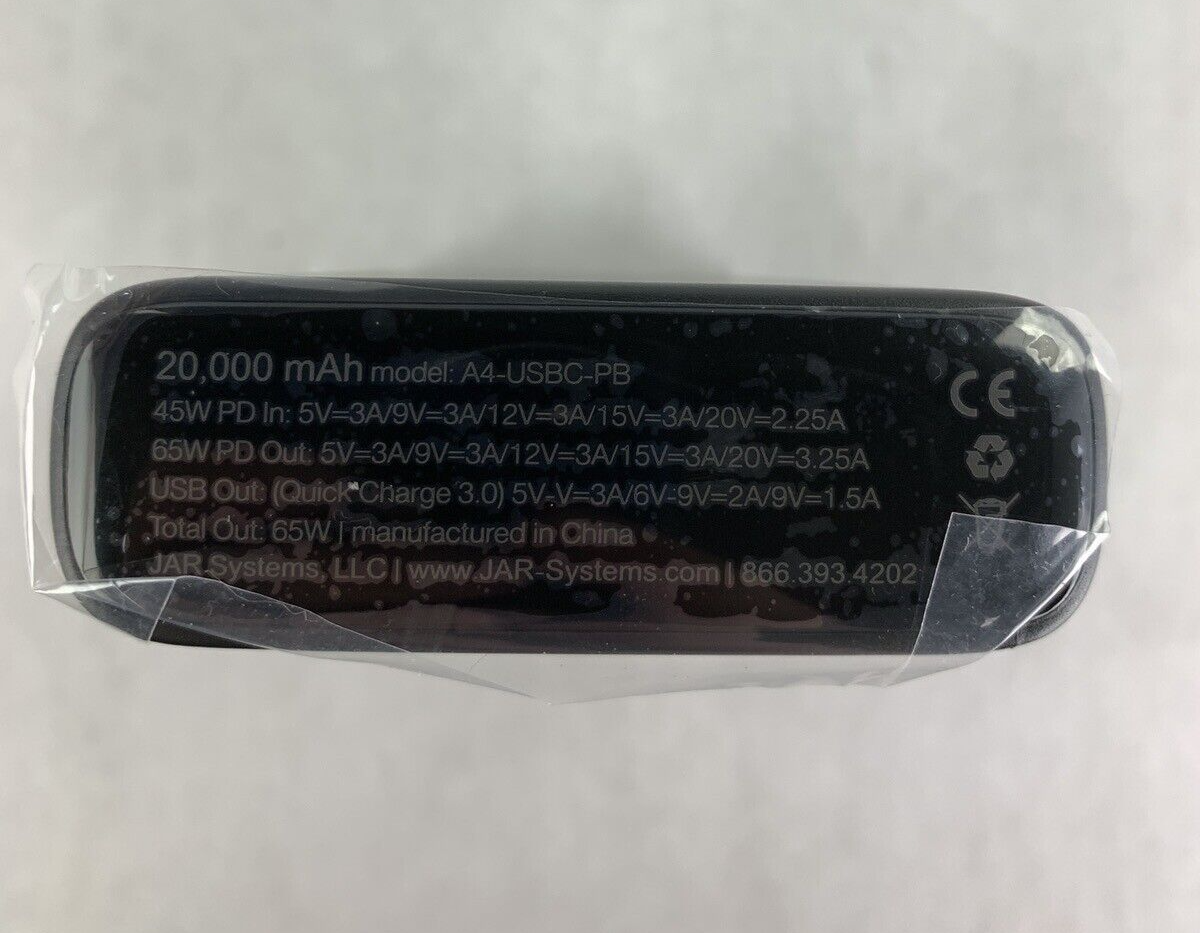 20,000 mAh model: A4-USBC-PB
45W PD In: 5V=3A/9V=3A/12V=3A/15V=3A/20V=2.25A
65W PD Out: 5V=3A/9V=3A/12V=3A/15V=3A/20V=3.25A
USB Out: (Quick Charge 3.0) 5V-V=3A/6V-9V=2A/9V=1.5A
Total Out: 65W | manufactured in China
JAR Systems, LLC | www.JAR-Systems.com | 866.393.4202
CE